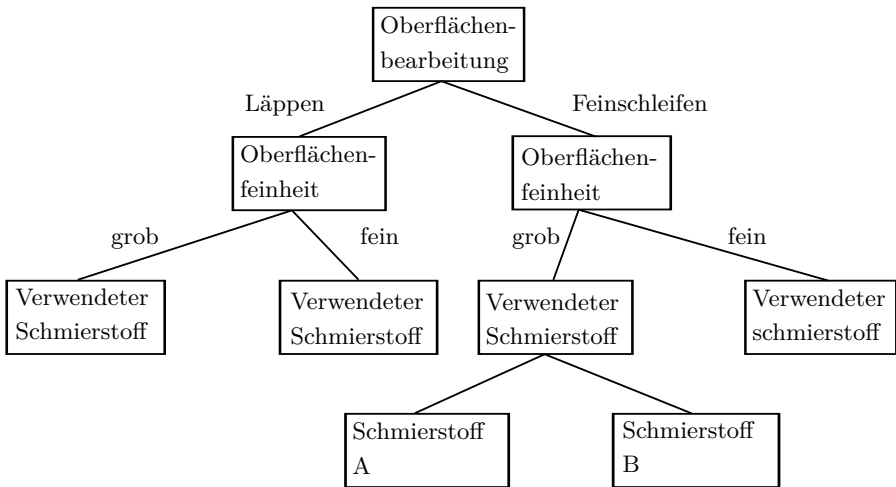 Oberflächen-
bearbeitung
Läppen
Feinschleifen
Oberflächen-
feinheit
Oberflächen-
feinheit
grob
fein
grob
fein
Verwendeter
Schmierstoff
Verwendeter
Schmierstoff
Verwendeter
Schmierstoff
Verwendeter
schmierstoff
Schmierstoff
A
Schmierstoff
B